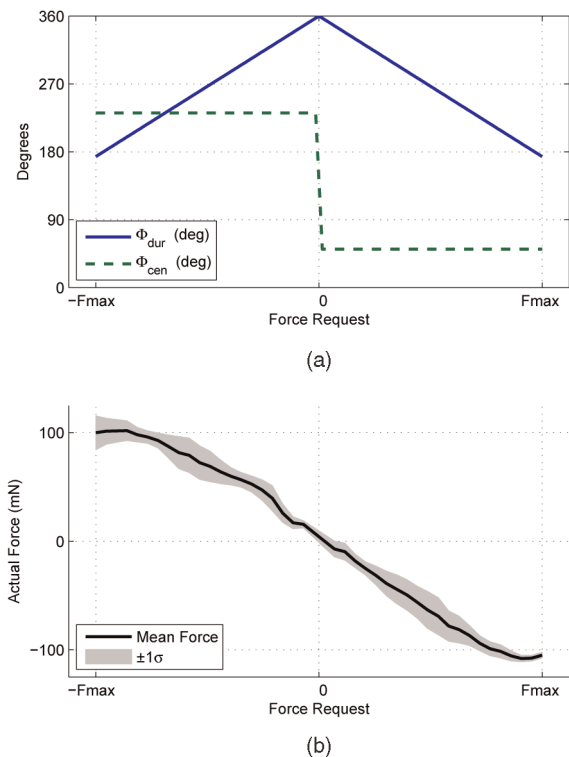 360
270
180
90
0
Degrees
Φdur (deg)
Φcen (deg)
−Fmax
0
Fmax
Force Request
(a)
100
0
−100
Actual Force (mN)
Mean Force
±1σ
−Fmax
0
Fmax
Force Request
(b)